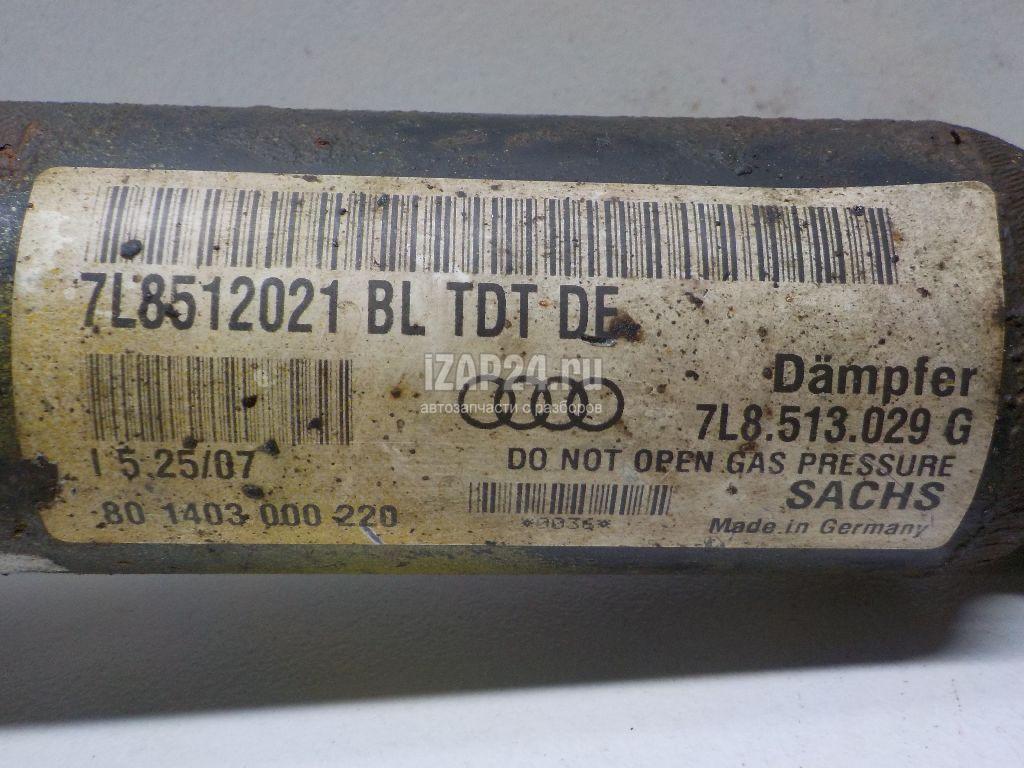 7L8512021 BL TDT DE
iZAP24.ru
автозапчасти с разборов
Dämpfer
7L8.513.029 G
I 5.25/07
DO NOT OPEN GAS PRESSURE
SACHS
80 1403 000 220
*0036*
Made in Germany